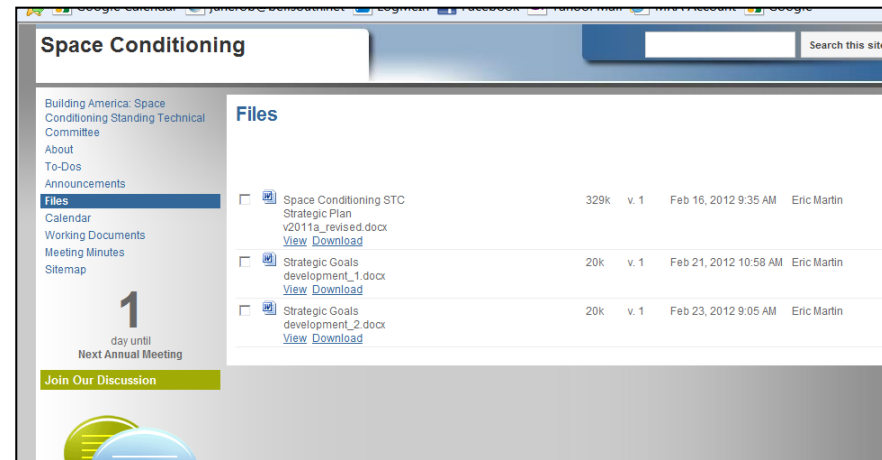 Space Conditioning
Search this site
Building America: Space
Conditioning Standing Technical
Committee
About
To-Dos
Announcements
Files
Calendar
Working Documents
Meeting Minutes
Sitemap
1
day until
Next Annual Meeting
Join Our Discussion
Files
Space Conditioning STC 329k v. 1 Feb 16, 2012 9:35 AM Eric Martin
Strategic Plan
v2011a_revised.docx
View Download
Strategic Goals 20k v. 1 Feb 21, 2012 10:58 AM Eric Martin
development_1.docx
View Download
Strategic Goals 20k v. 1 Feb 23, 2012 9:05 AM Eric Martin
development_2.docx
View Download